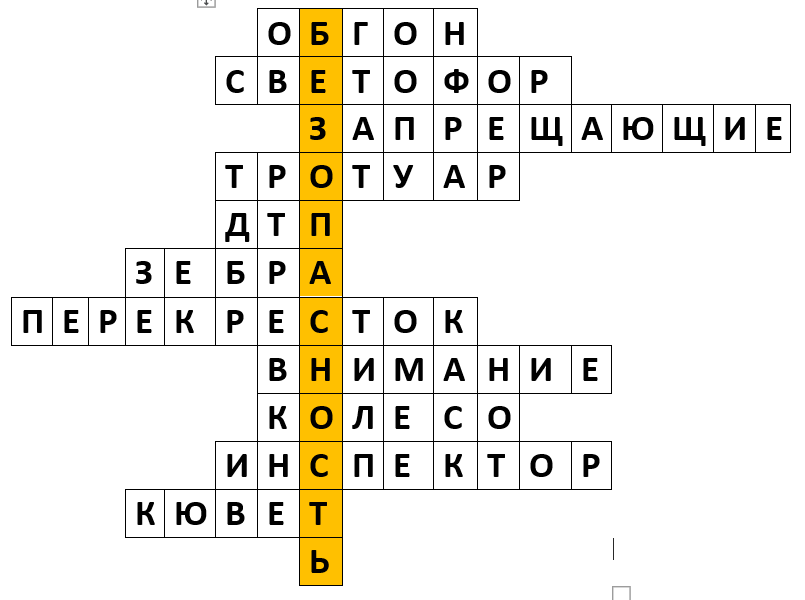 ОБГОН
СВЕТОФОР
ЗАПРЕЩАЮЩИЕ
ТРОТУАР
ДТП
ЗЕБРА
ПЕРЕКРЕСТОК
ВНИМАНИЕ
КОЛЕСО
ИНСПЕКТОР
КЮВЕТ
Ь